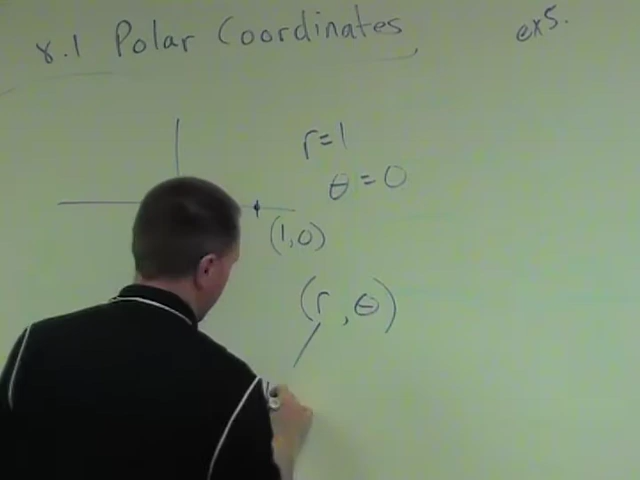 8.1 Polar Coordinates
ex5.
r=1
θ=0
(1,0)
(r,θ)